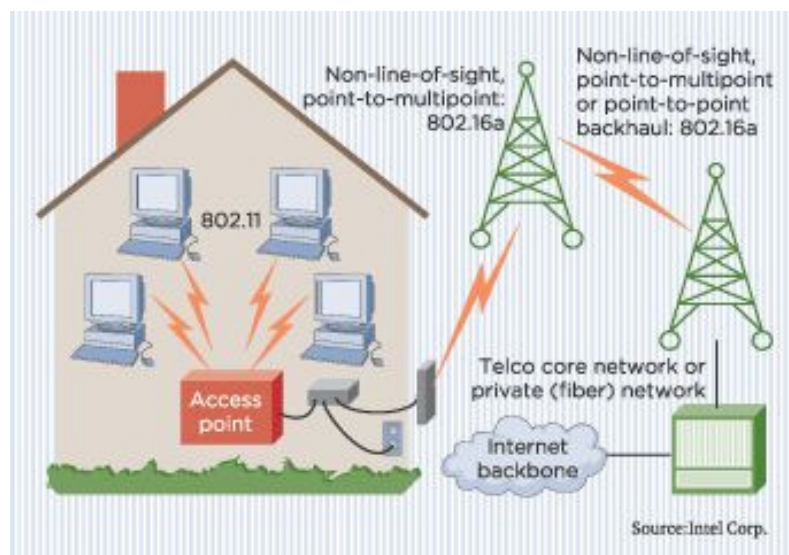 Non-line-of-sight,
point-to-multipoint:
802.16a
Non-line-of-sight,
point-to-multipoint
or point-to-point
backhaul: 802.16a
802.11
Access
point
Telco core network or
private (fiber) network
Internet
backbone
Source:Intel Corp.